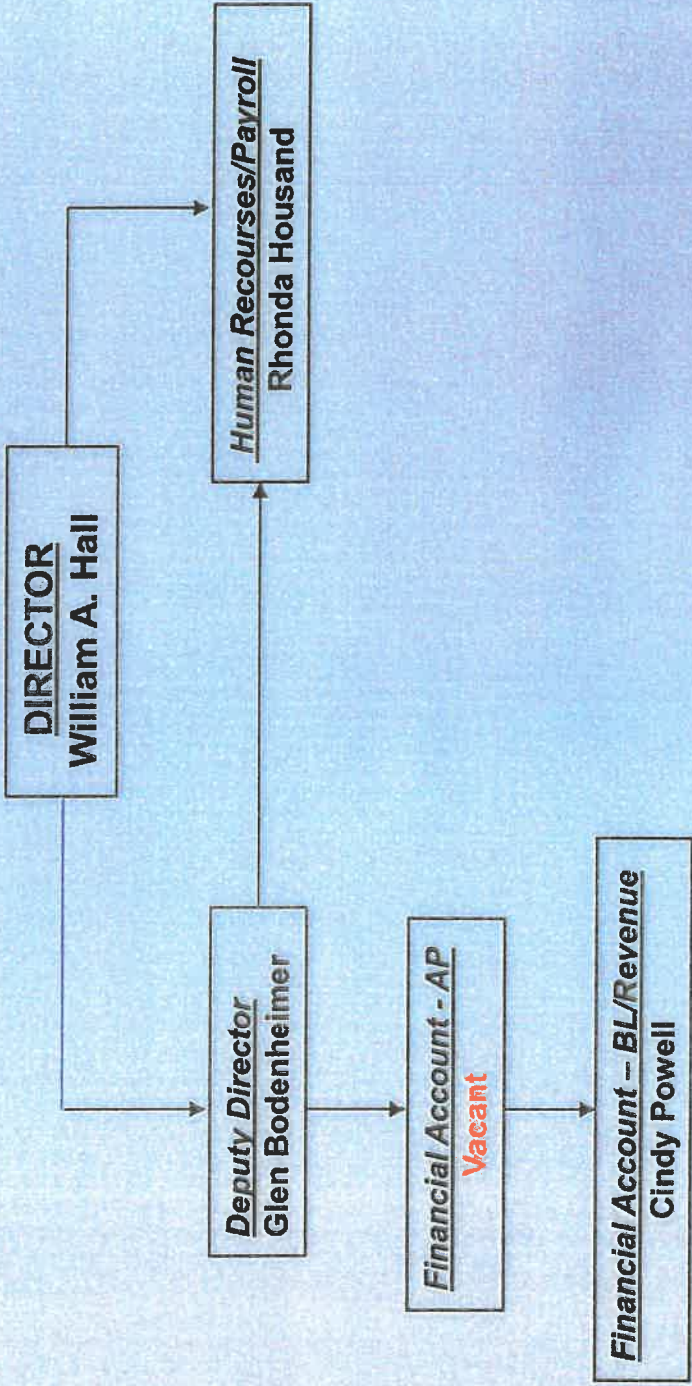 DIRECTOR
William A. Hall
Deputy Director
Glen Bodenheimer
Human Recourses/Payroll
Rhonda Housand
Financial Account - AP
Vacant
Financial Account – BL/Revenue
Cindy Powell